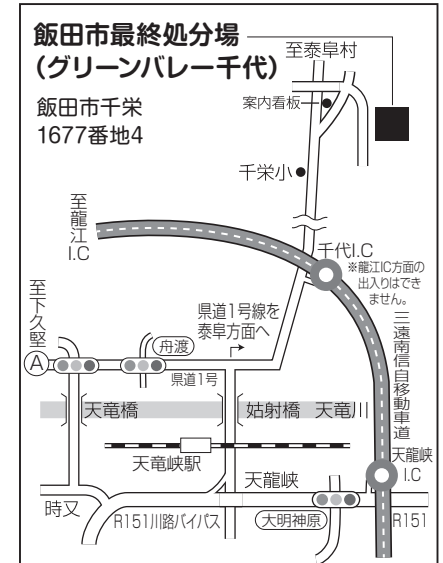 飯田市最終処分場
(グリーンバレー千代)
飯田市千栄
1677番地4
至泰阜村
案内看板
千栄小
至龍江I.C
千代I.C
※龍江IC方面の
出入りはでき
ません。
至下久堅
県道1号線を
泰阜方面へ
三遠南信自移動車道
A
舟渡
県道1号
天竜橋
姑射橋
天竜川
天竜峡駅
天龍峡
I.C
天龍峡
時又
R151川路バイパス
大明神原
R151